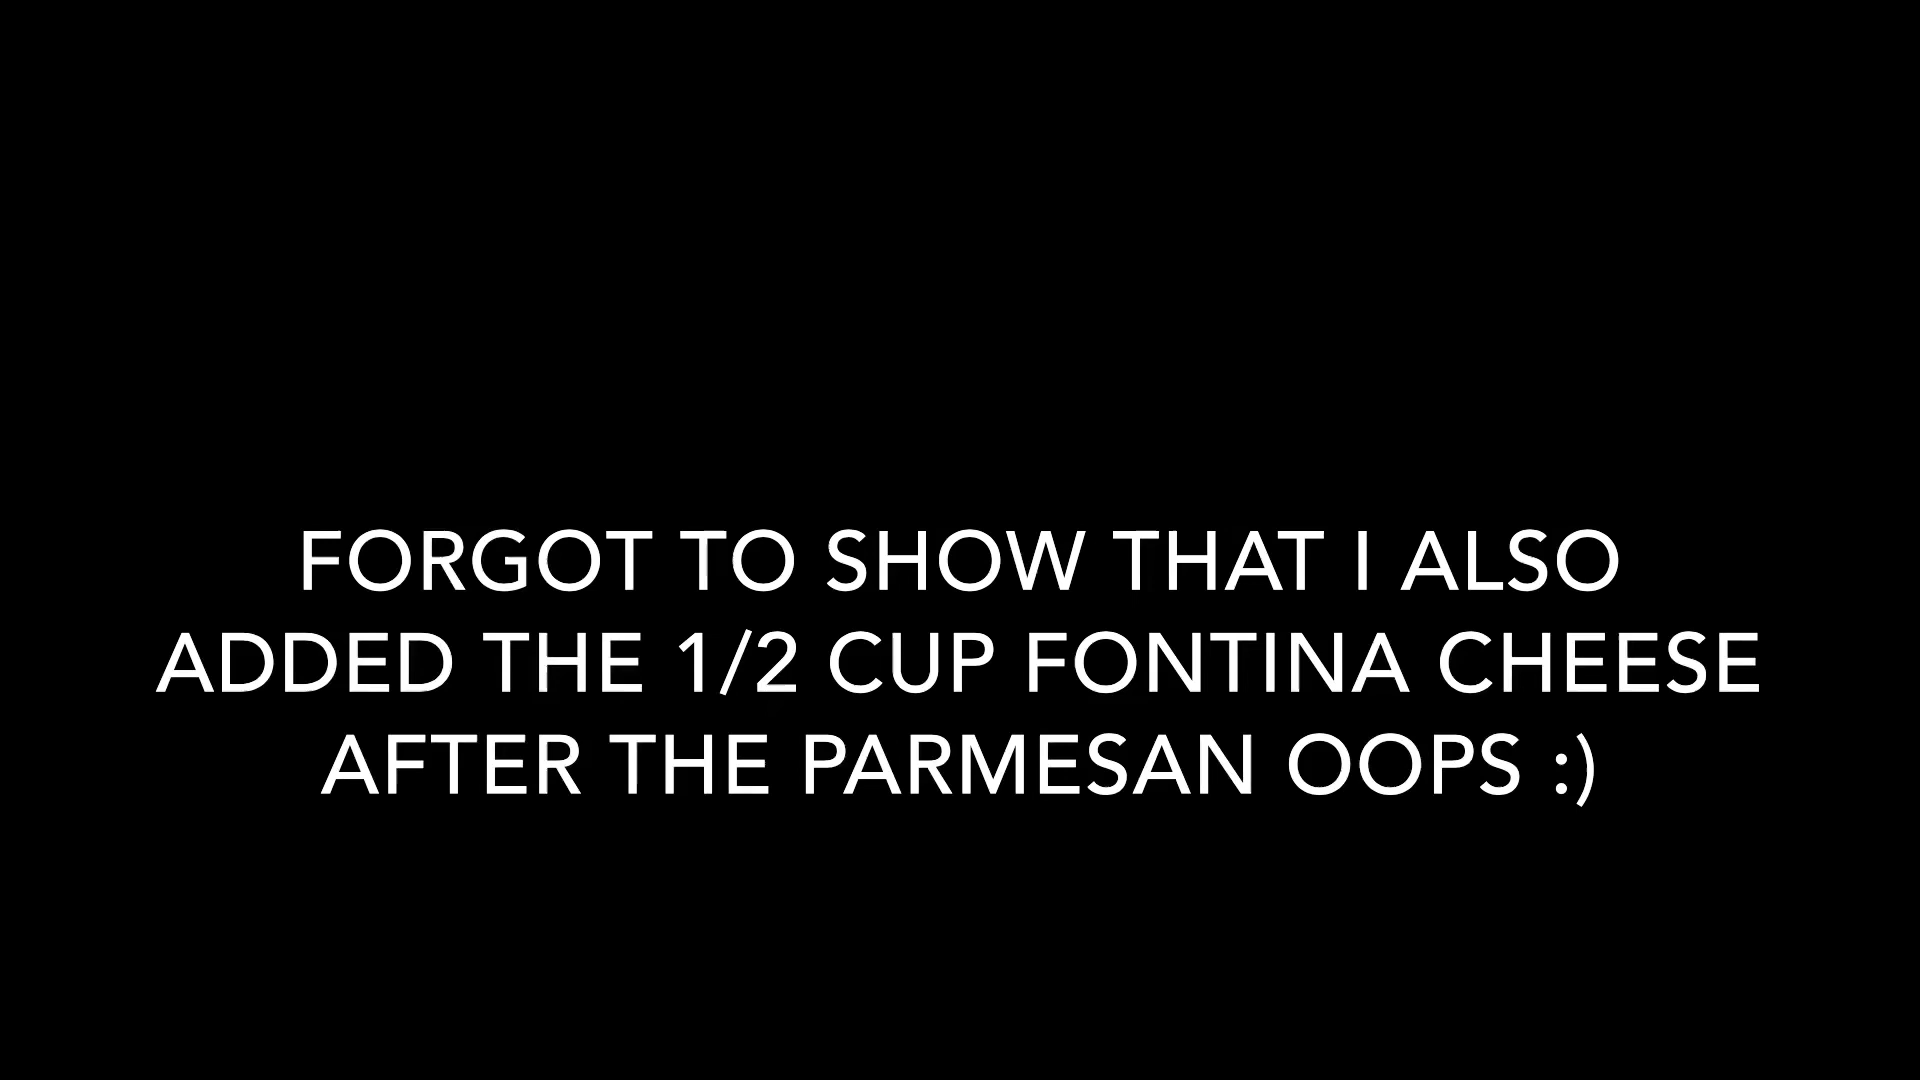 FORGOT TO SHOW THAT I ALSO
ADDED THE 1/2 CUP FONTINA CHEESE
AFTER THE PARMESAN OOPS :)